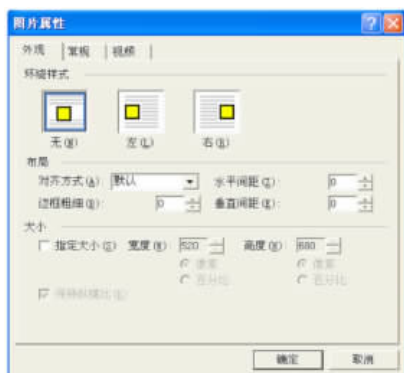 图片属性
外观 常规 视频
环绕样式
无(N) 左(L) 右(R)
布局
对齐方式(A): 默认 水平间距(Z): 0
边框粗细(B): 0 垂直间距(E): 0
大小
指定大小(S) 宽度(W): 520 高度(H): 680
像素 像素
百分比 百分比
保持纵横比(K)
确定 取消